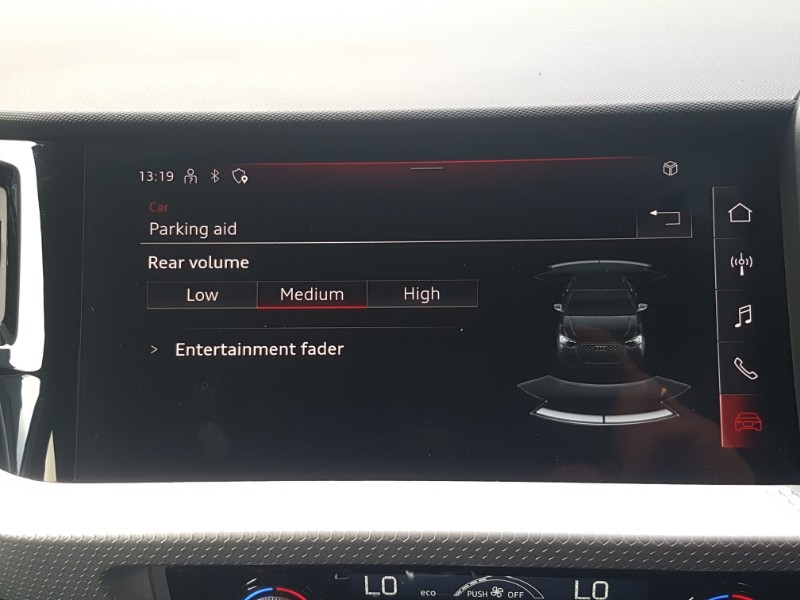 13:19
Car
Parking aid
Rear volume
Low Medium High
> Entertainment fader
LO eco PUSH OFF LO